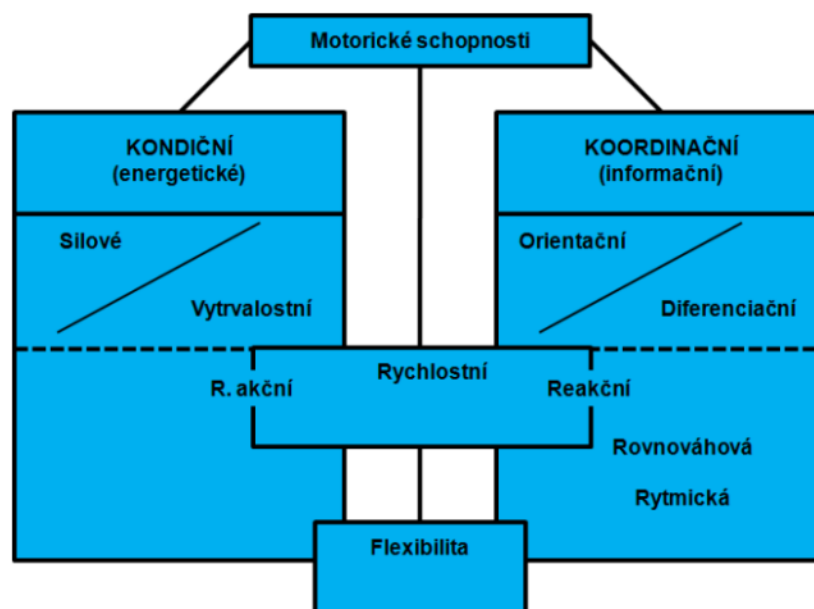 Motorické schopnosti
KONDIČNÍ
(energetické)
KOORDINAČNÍ
(informační)
Silové
Vytrvalostní
Orientační
Diferenciační
Rychlostní
R. akční
Reakční
Rovnováhová
Rytmická
Flexibilita